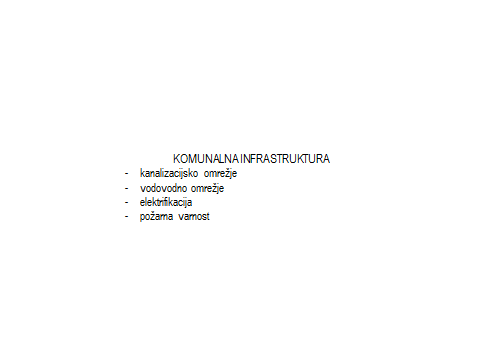 KOMUNALNA INFRASTRUKTURA
- kanalizacijsko omrežje
- vodovodno omrežje
- elektrifikacija
- požarna varnost